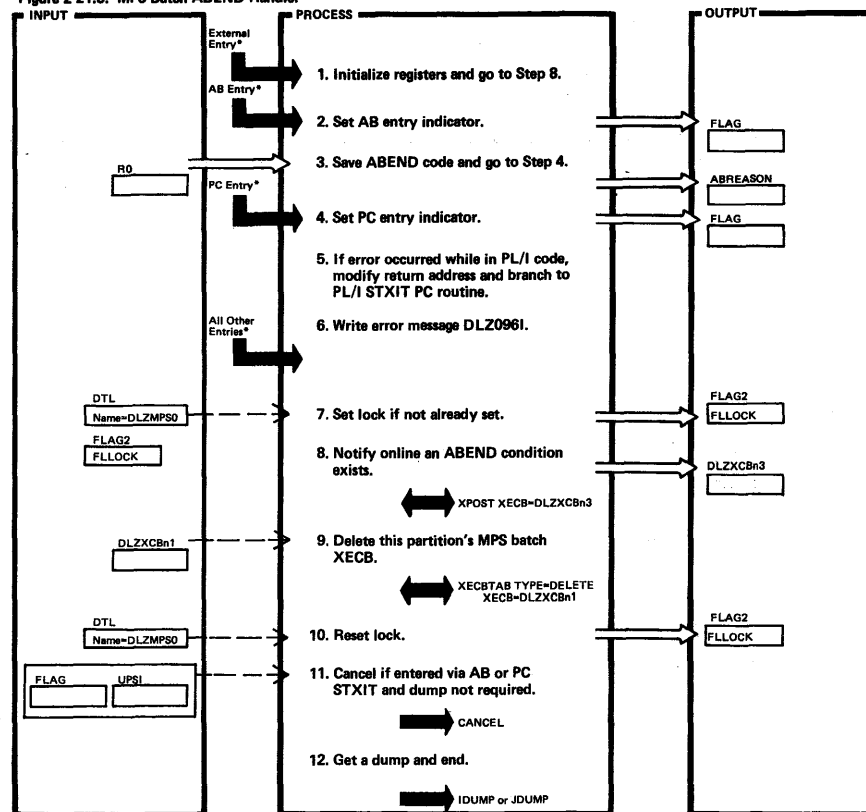 Figure 2-21.8. MPS Batch ABEND Handler
INPUT
PROCESS
OUTPUT
External
Entry*
1. Initialize registers and go to Step 8.
AB Entry*
2. Set AB entry indicator.
FLAG
R0
3. Save ABEND code and go to Step 4.
ABREASON
PC Entry*
4. Set PC entry indicator.
FLAG
5. If error occurred while in PL/I code,
modify return address and branch to
PL/I STXIT PC routine.
All Other
Entries*
6. Write error message DLZ096I.
DTL
Name=DLZMPS0
7. Set lock if not already set.
FLAG2
FLLOCK
FLAG2
FLLOCK
8. Notify online an ABEND condition
exists.
DLZXCBn3
XPOST XECB=DLZXCBn3
DLZXCBn1
9. Delete this partition's MPS batch
XECB.
XECBTAB TYPE=DELETE
XECB=DLZXCBn1
DTL
Name=DLZMPS0
10. Reset lock.
FLAG2
FLLOCK
FLAG
UPSI
11. Cancel if entered via AB or PC
STXIT and dump not required.
CANCEL
12. Get a dump and end.
IDUMP or JDUMP